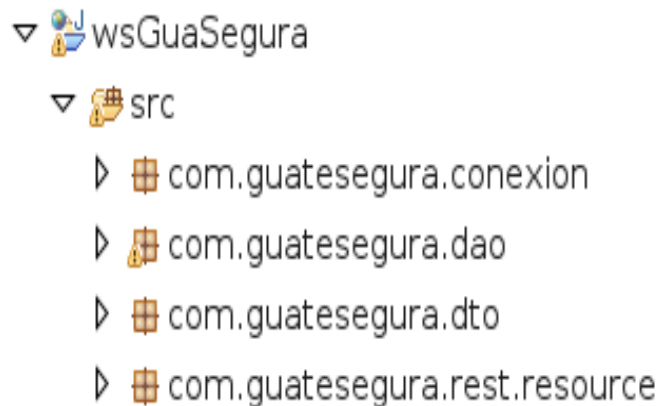 wsGuaSegura
src
com.guatesegura.conexion
com.guatesegura.dao
com.guatesegura.dto
com.guatesegura.rest.resource